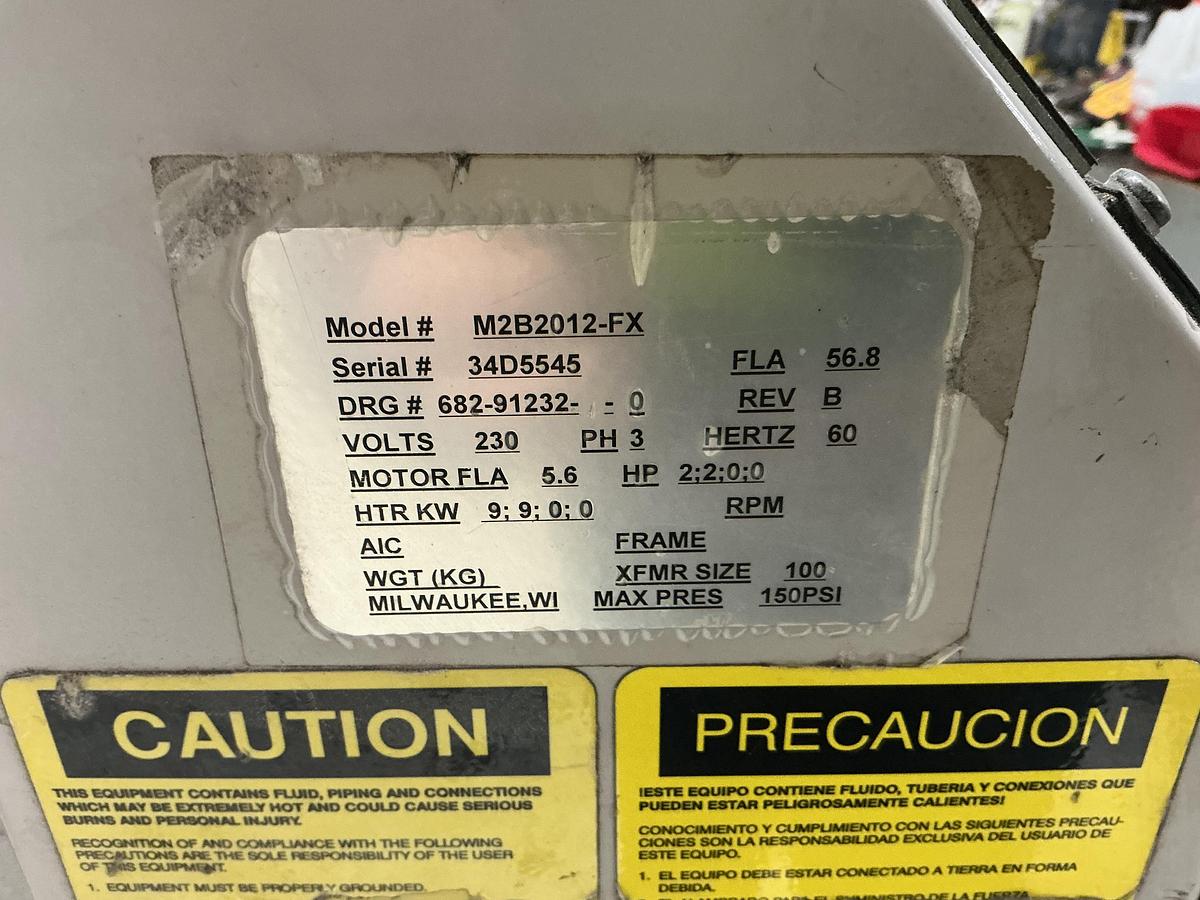 Model # M2B2012-FX
Serial # 34D5545 FLA 56.8
DRG # 682-91232- - 0 REV B
VOLTS 230 PH 3 HERTZ 60
MOTOR FLA 5.6 HP 2;2;0;0
HTR KW 9; 9; 0; 0 RPM
AIC FRAME
WGT (KG) XFMR SIZE 100
MILWAUKEE,WI MAX PRES 150PSI
CAUTION
THIS EQUIPMENT CONTAINS FLUID, PIPING AND CONNECTIONS
WHICH MAY BE EXTREMELY HOT AND COULD CAUSE SERIOUS
BURNS AND PERSONAL INJURY.
RECOGNITION OF AND COMPLIANCE WITH THE FOLLOWING
PRECAUTIONS ARE THE SOLE RESPONSIBILITY OF THE USER
OF THIS EQUIPMENT.
1. EQUIPMENT MUST BE PROPERLY GROUNDED.
PRECAUCION
!ESTE EQUIPO CONTIENE FLUIDO, TUBERIA Y CONEXIONES QUE
PUEDEN ESTAR PELIGROSAMENTE CALIENTES!
CONOCIMIENTO Y CUMPLIMIENTO CON LAS SIGUIENTES PRECAU-
CIONES SON LA RESPONSABILIDAD EXCLUSIVA DEL USUARIO DE
ESTE EQUIPO.
1. EL EQUIPO DEBE ESTAR CONECTADO A TIERRA EN FORMA
DEBIDA.